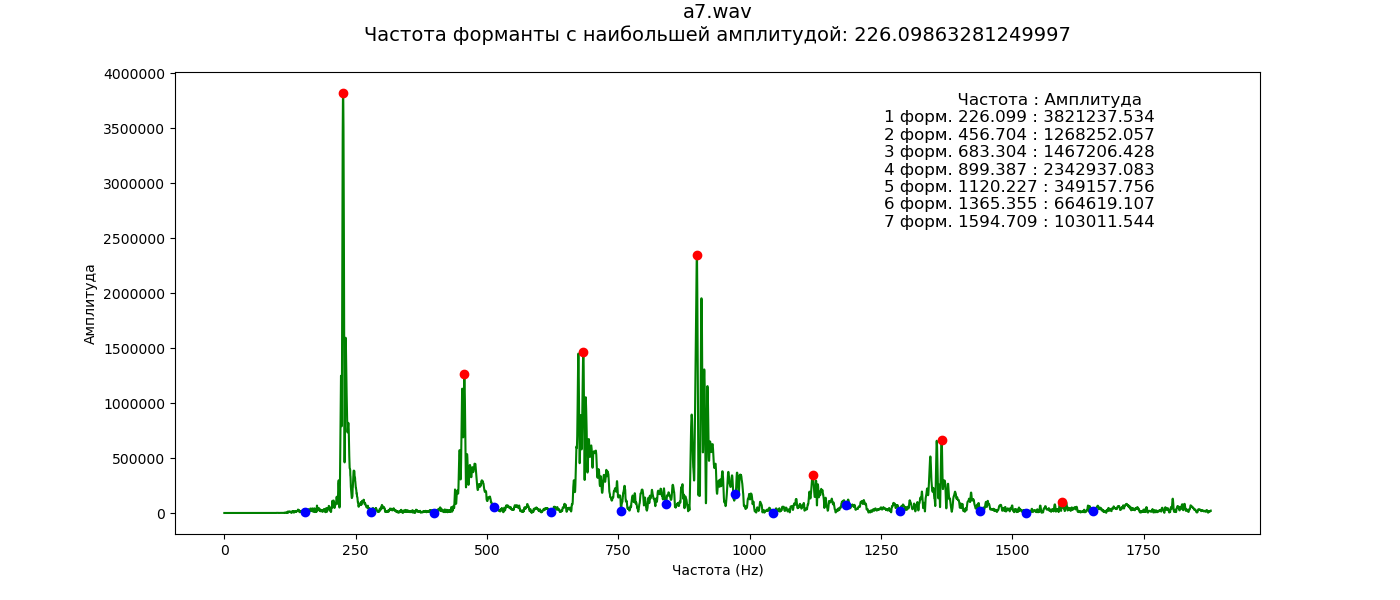 a7.wav
Частота форманты с наибольшей амплитудой: 226.09863281249997
4000000
3500000
3000000
2500000
2000000
1500000
1000000
500000
0
Амплитуда
Частота : Амплитуда
1 форм. 226.099 : 3821237.534
2 форм. 456.704 : 1268252.057
3 форм. 683.304 : 1467206.428
4 форм. 899.387 : 2342937.083
5 форм. 1120.227 : 349157.756
6 форм. 1365.355 : 664619.107
7 форм. 1594.709 : 103011.544
0 250 500 750 1000 1250 1500 1750
Частота (Hz)